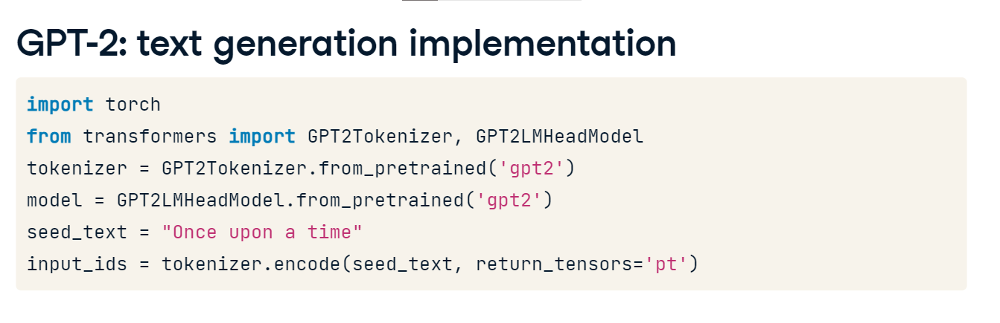 GPT-2: text generation implementation
import torch
from transformers import GPT2Tokenizer, GPT2LMHeadModel
tokenizer = GPT2Tokenizer.from_pretrained('gpt2')
model = GPT2LMHeadModel.from_pretrained('gpt2')
seed_text = "Once upon a time"
input_ids = tokenizer.encode(seed_text, return_tensors='pt')